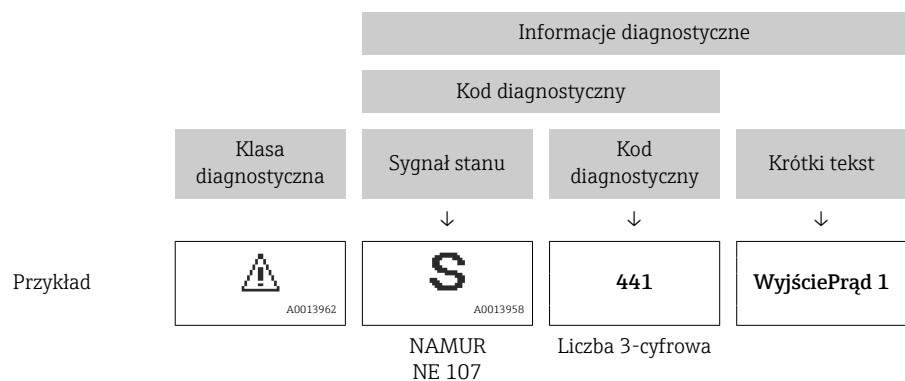 Informacje diagnostyczne
Kod diagnostyczny
Klasa
diagnostyczna
Sygnał stanu
Kod
diagnostyczny
Krótki tekst
↓
↓
↓
Przykład
A0013962
S
A0013958
441
WyjściePrąd 1
NAMUR
NE 107
Liczba 3-cyfrowa